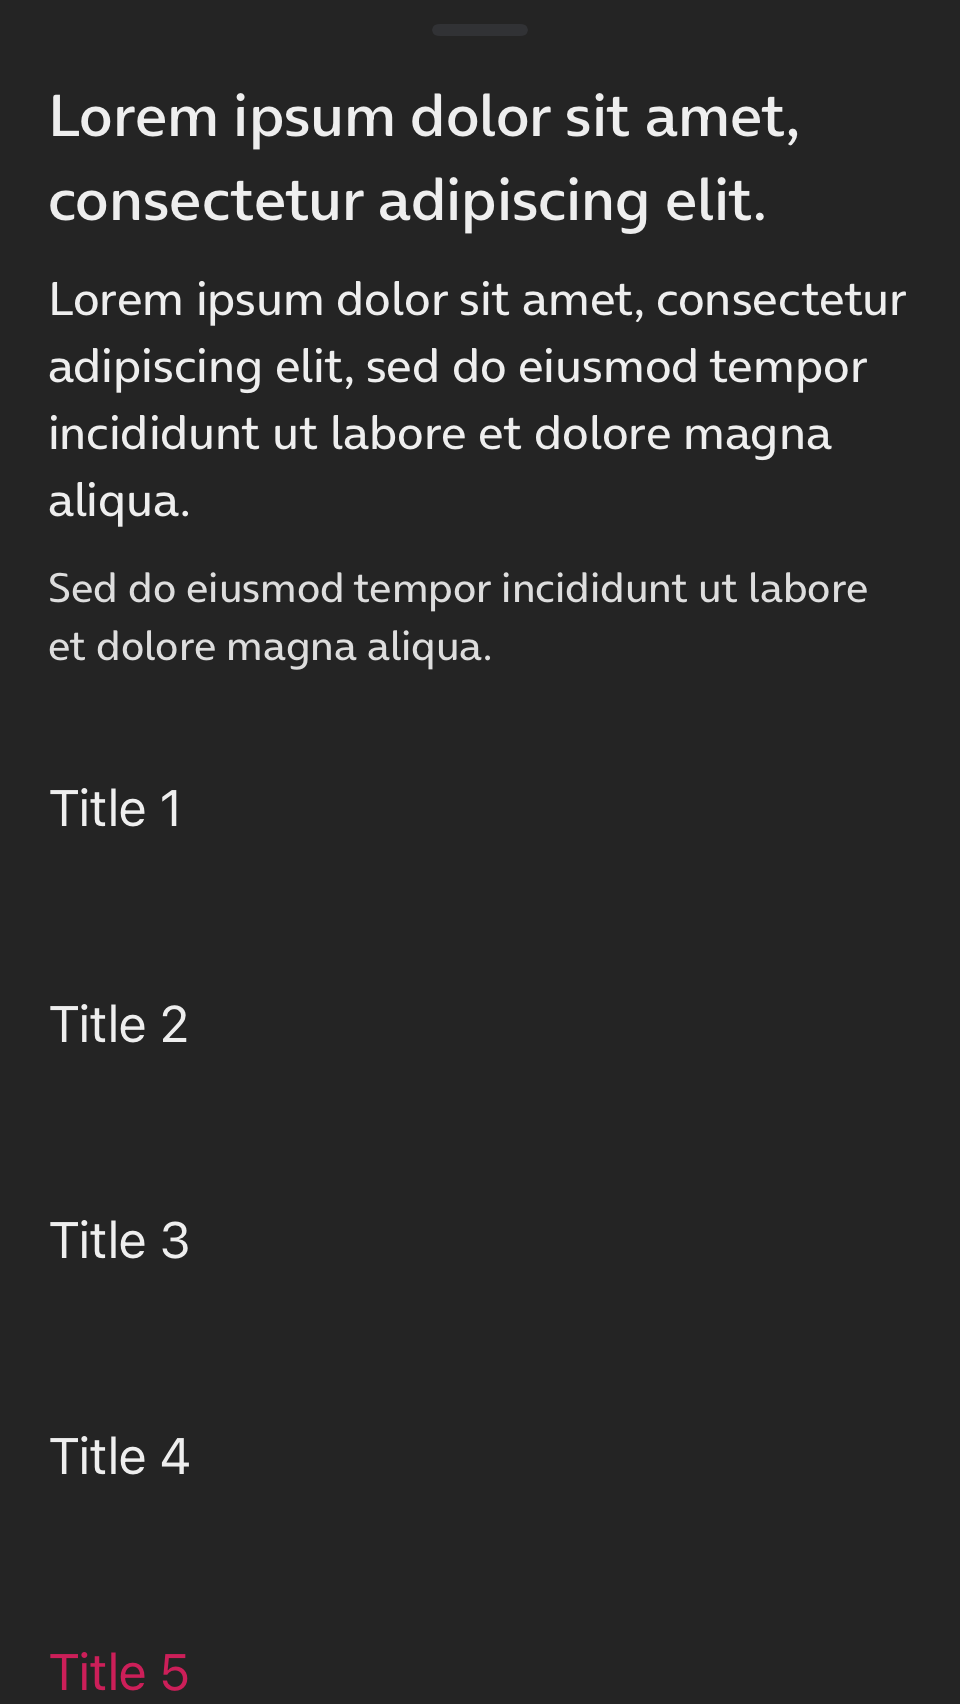 Lorem ipsum dolor sit amet,
consectetur adipiscing elit.
Lorem ipsum dolor sit amet, consectetur
adipiscing elit, sed do eiusmod tempor
incididunt ut labore et dolore magna
aliqua.
Sed do eiusmod tempor incididunt ut labore
et dolore magna aliqua.
Title 1
Title 2
Title 3
Title 4
Title 5